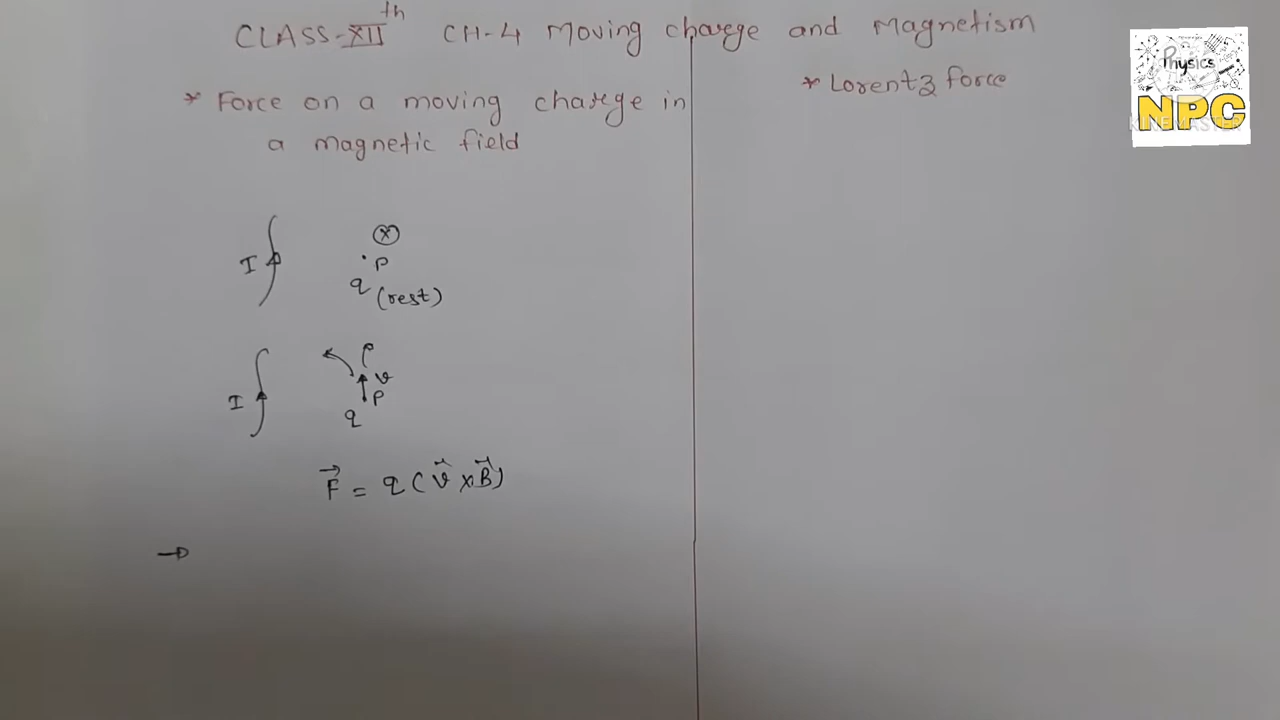 CLASS-XIIth CH-4 Moving charge and Magnetism
* Force on a moving charge in
a magnetic field
I
⊗
P
q (rest)
P
v
I
P
q
F⃗ = q(v⃗ × B⃗)
→
* Lorentz force
Physics
NPC
KINEMASTER